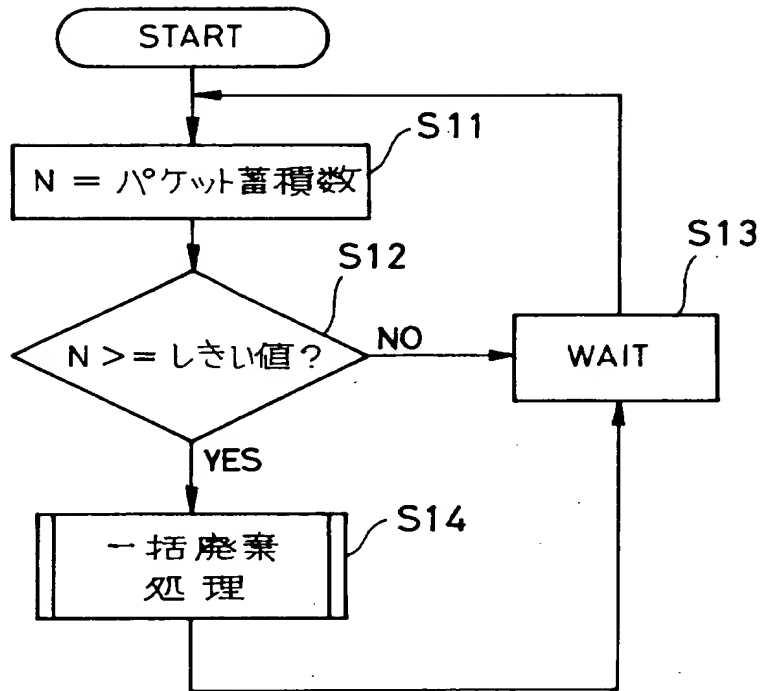 START
S11
N = パケット蓄積数
S12
N >= しきい値?
NO
S13
WAIT
YES
S14
一括廃棄
処理